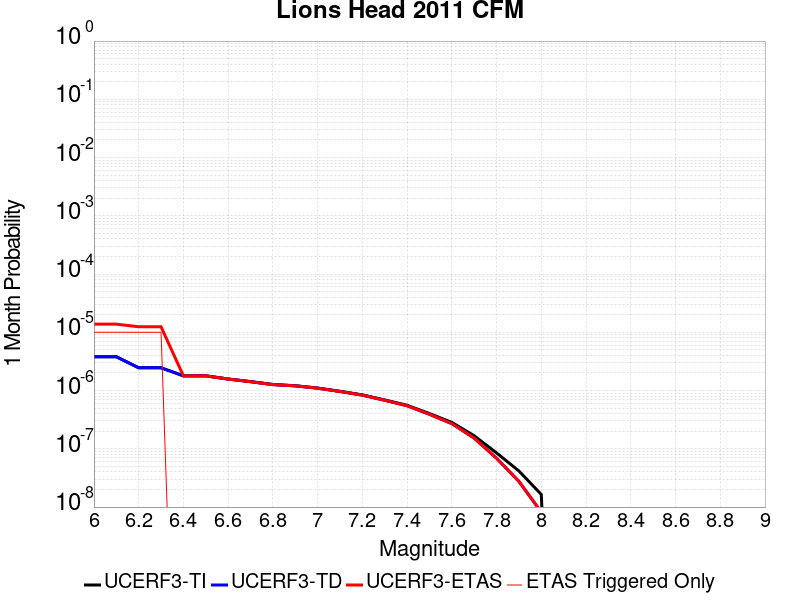 Lions Head 2011 CFM
10^0
10^-1
10^-2
10^-3
10^-4
10^-5
10^-6
10^-7
10^-8
1 Month Probability
6 6.2 6.4 6.6 6.8 7 7.2 7.4 7.6 7.8 8 8.2 8.4 8.6 8.8 9
Magnitude
UCERF3-TI UCERF3-TD UCERF3-ETAS ETAS Triggered Only